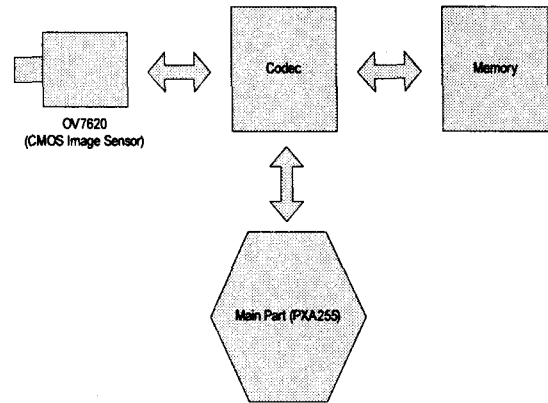 Codec
Memory
OV7620
(CMOS Image Sensor)
Main Part (PXA255)